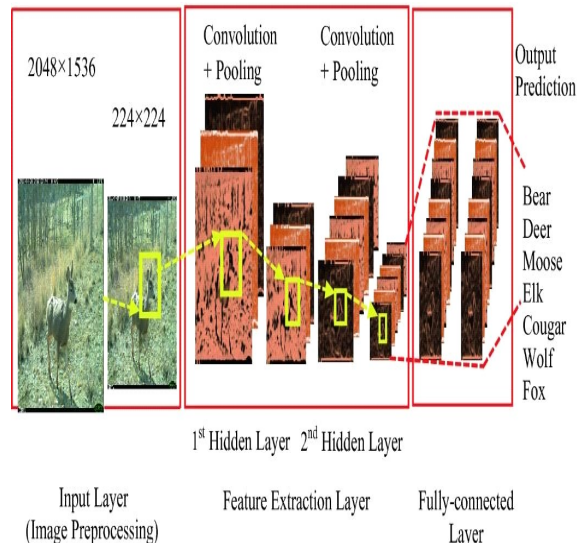 2048×1536
224×224
Convolution
+ Pooling
Convolution
+ Pooling
Output
Prediction
Bear
Deer
Moose
Elk
Cougar
Wolf
Fox
1st Hidden Layer
2nd Hidden Layer
Input Layer
(Image Preprocessing)
Feature Extraction Layer
Fully-connected
Layer